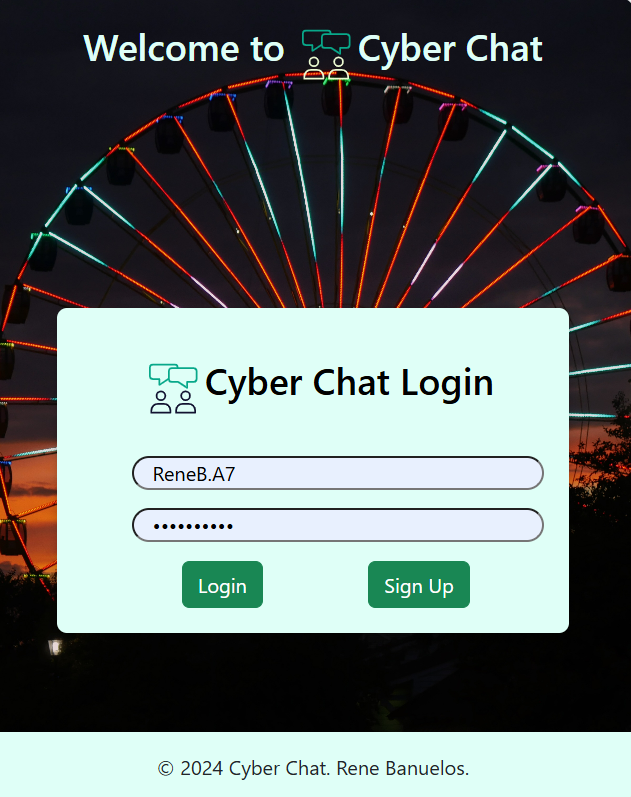 Welcome to Cyber Chat
Cyber Chat Login
ReneB.A7
••••••••••
Login Sign Up
© 2024 Cyber Chat. Rene Banuelos.